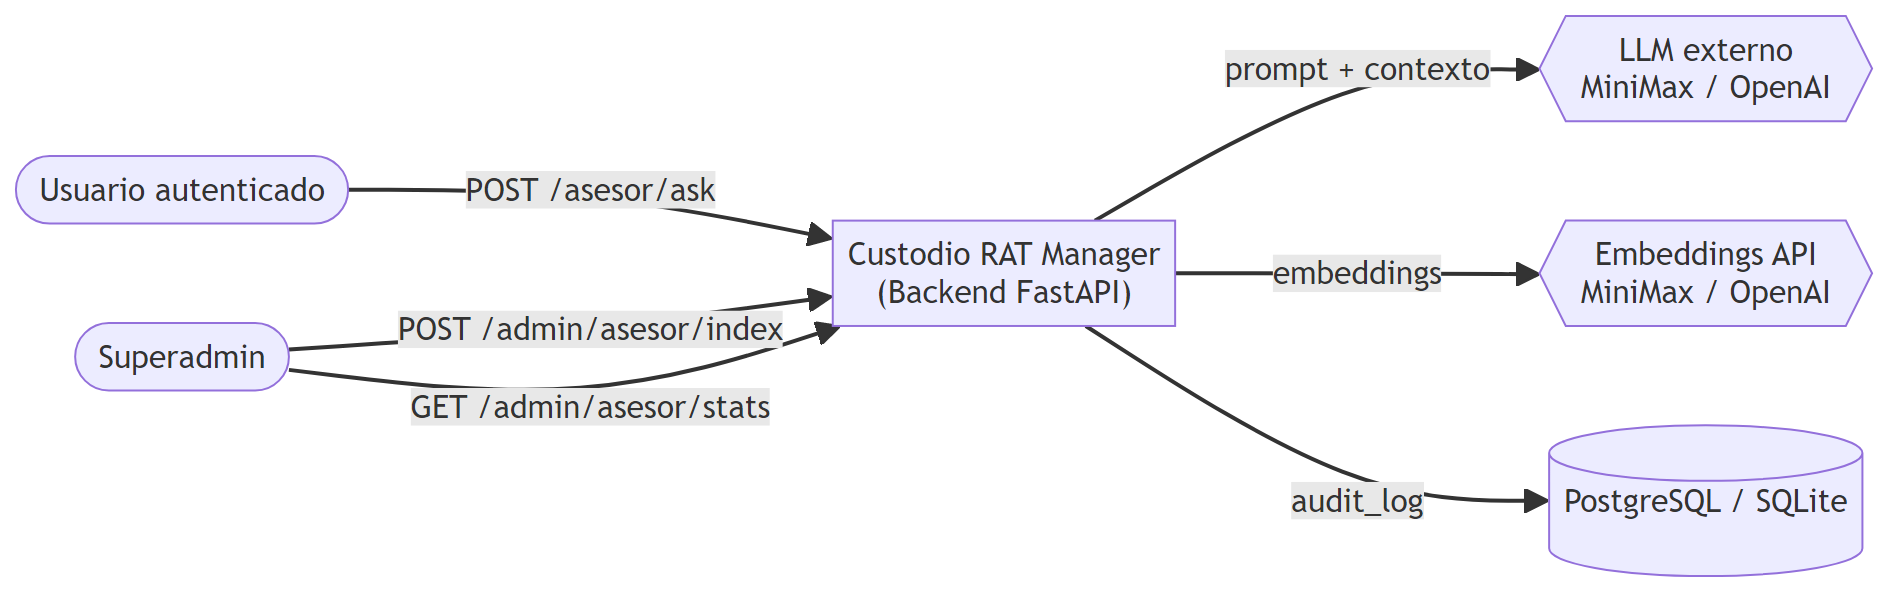 Usuario autenticado
POST /asesor/ask
Superadmin
POST /admin/asesor/index
GET /admin/asesor/stats
Custodio RAT Manager
(Backend FastAPI)
prompt + contexto
LLM externo
MiniMax / OpenAI
embeddings
Embeddings API
MiniMax / OpenAI
audit_log
PostgreSQL / SQLite